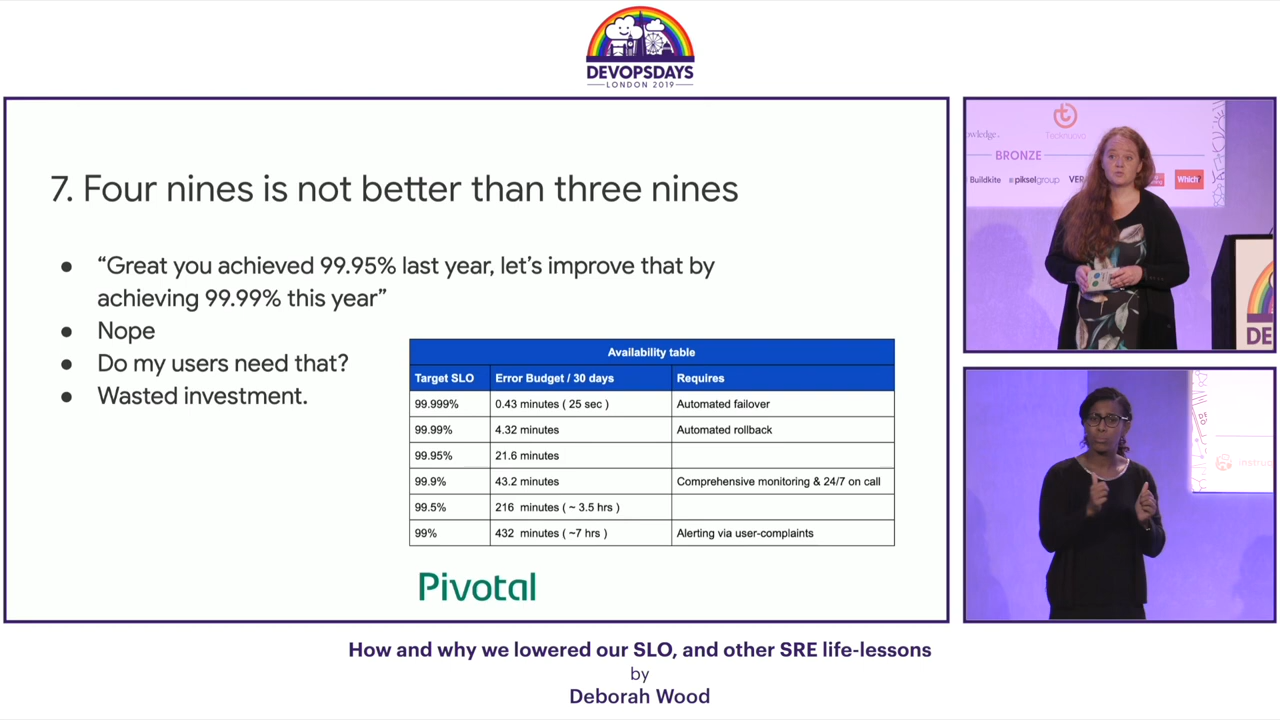 DEVOPSDAYS
LONDON 2019
7. Four nines is not better than three nines
● “Great you achieved 99.95% last year, let’s improve that by
achieving 99.99% this year”
● Nope
● Do my users need that?
● Wasted investment.
Availability table
Target SLO Error Budget / 30 days Requires
99.999% 0.43 minutes ( 25 sec ) Automated failover
99.99% 4.32 minutes Automated rollback
99.95% 21.6 minutes
99.9% 43.2 minutes Comprehensive monitoring & 24/7 on call
99.5% 216 minutes ( ~ 3.5 hrs )
99% 432 minutes ( ~7 hrs ) Alerting via user-complaints
Pivotal
BRONZE
Buildkite pikselgroup VER Which?
DE
How and why we lowered our SLO, and other SRE life-lessons
by
Deborah Wood